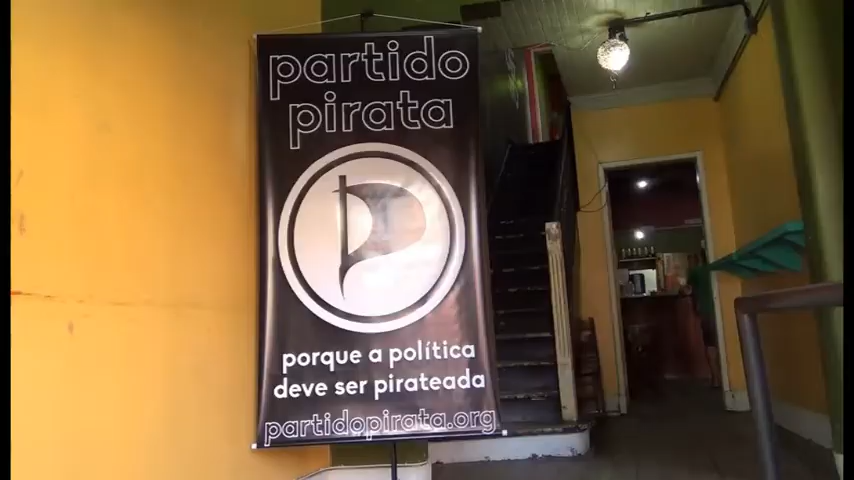 partido
pirata
porque a política
deve ser pirateada
partidopirata.org